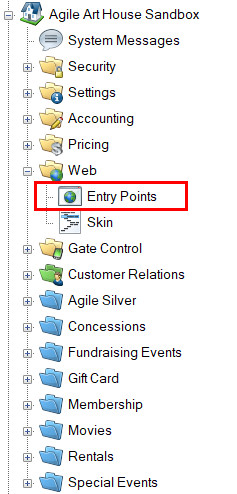 Agile Art House Sandbox
System Messages
Security
Settings
Accounting
Pricing
Web
Entry Points
Skin
Gate Control
Customer Relations
Agile Silver
Concessions
Fundraising Events
Gift Card
Membership
Movies
Rentals
Special Events